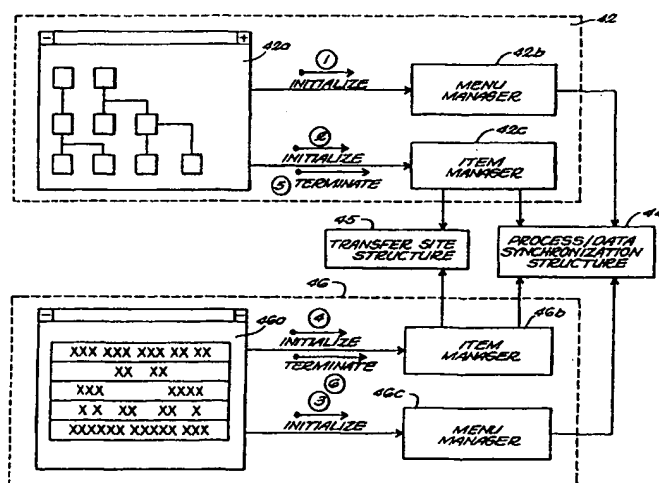 42
42a
①
INITIALIZE
42b
MENU
MANAGER
②
INITIALIZE
⑤ TERMINATE
42c
ITEM
MANAGER
45
TRANSFER SITE
STRUCTURE
PROCESS/DATA
SYNCHRONIZATION
STRUCTURE
46
46a
④
INITIALIZE
TERMINATE
⑥
46b
ITEM
MANAGER
③
INITIALIZE
46c
MENU
MANAGER
XXX XXX XXX XX XX
XX XX
XXX XXXX
X X XX XX X
XXXXXX XXXXX XXX